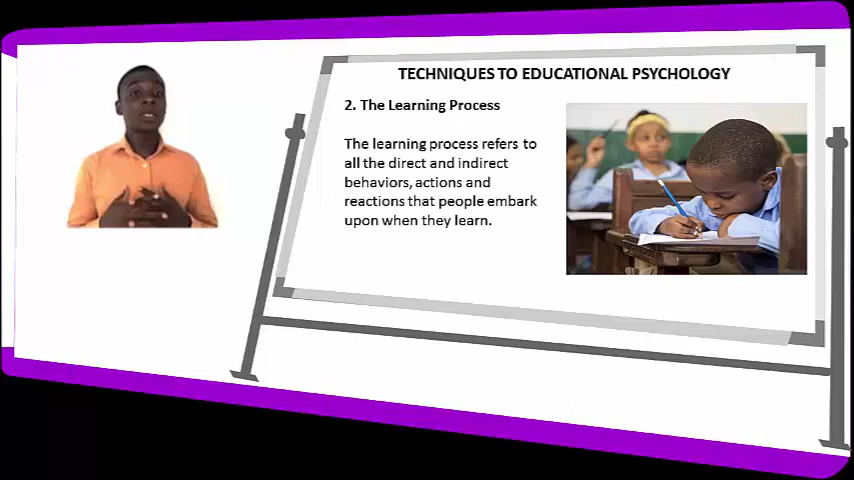 TECHNIQUES TO EDUCATIONAL PSYCHOLOGY
2. The Learning Process
The learning process refers to
all the direct and indirect
behaviors, actions and
reactions that people embark
upon when they learn.